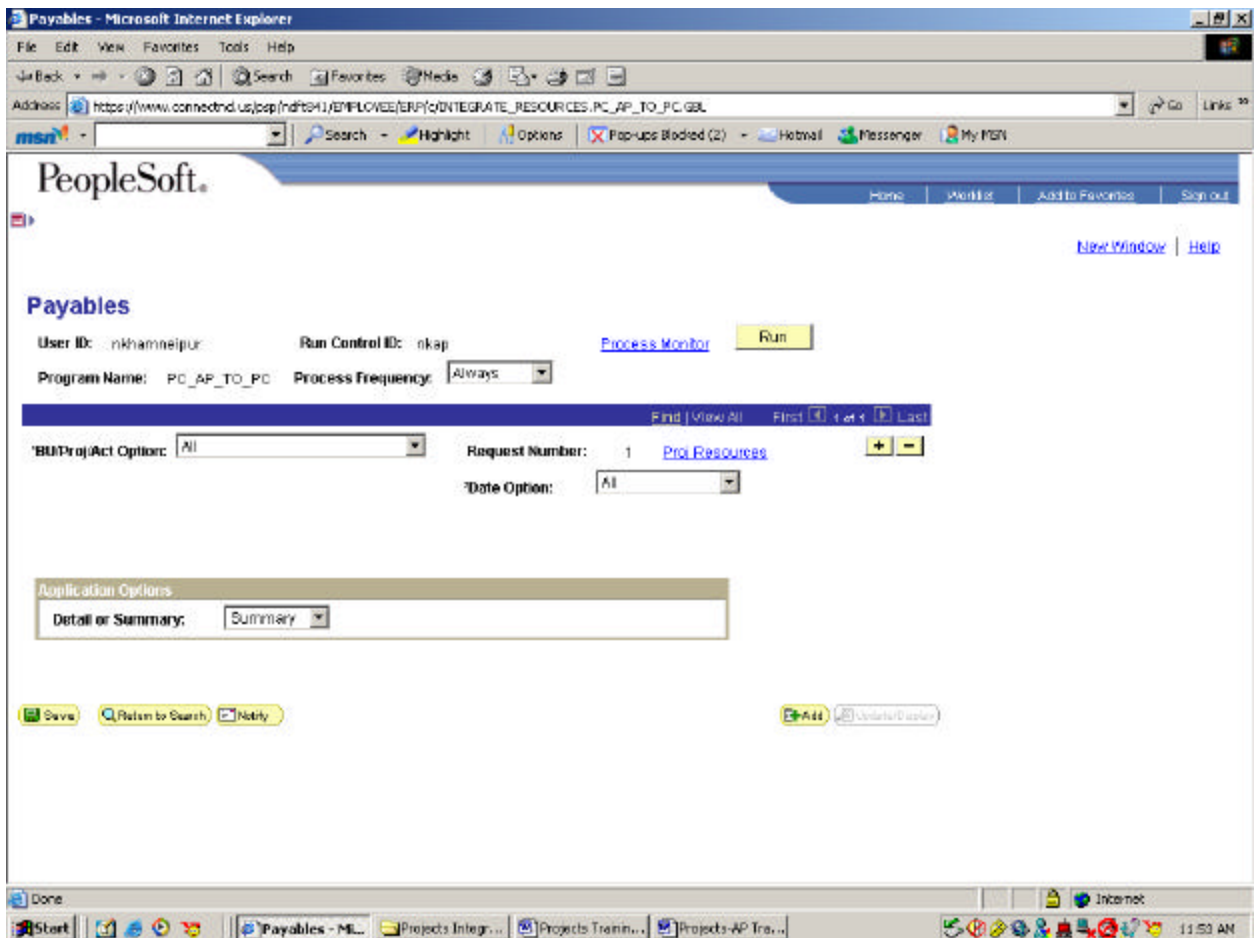 Payables - Microsoft Internet Explorer
File Edit View Favorites Tools Help
Back Search Favorites Media
Address https://www.connectnd.us/psp/ndft841/EMPLOYEE/ERP/c/INTEGRATE_RESOURCES.PC_AP_TO_PC.GBL Go Links »
msn Search Highlight Options Pop-ups Blocked (2) Hotmail Messenger My MSN
PeopleSoft.
Home Worklist Add to Favorites Sign out
New Window | Help
Payables
User ID: nkhamneipur Run Control ID: nkap Process Monitor Run
Program Name: PC_AP_TO_PC Process Frequency: Always
Find | View All First 1 of 1 Last
*BU/Proj/Act Option: All Request Number: 1 Proj Resources + -
*Date Option: All
Application Options
Detail or Summary: Summary
Save Return to Search Notify Add Update/Display
Done Internet
Start Payables - Mi... Projects Integr... Projects Trainin... Projects-AP Tra... 11:53 AM